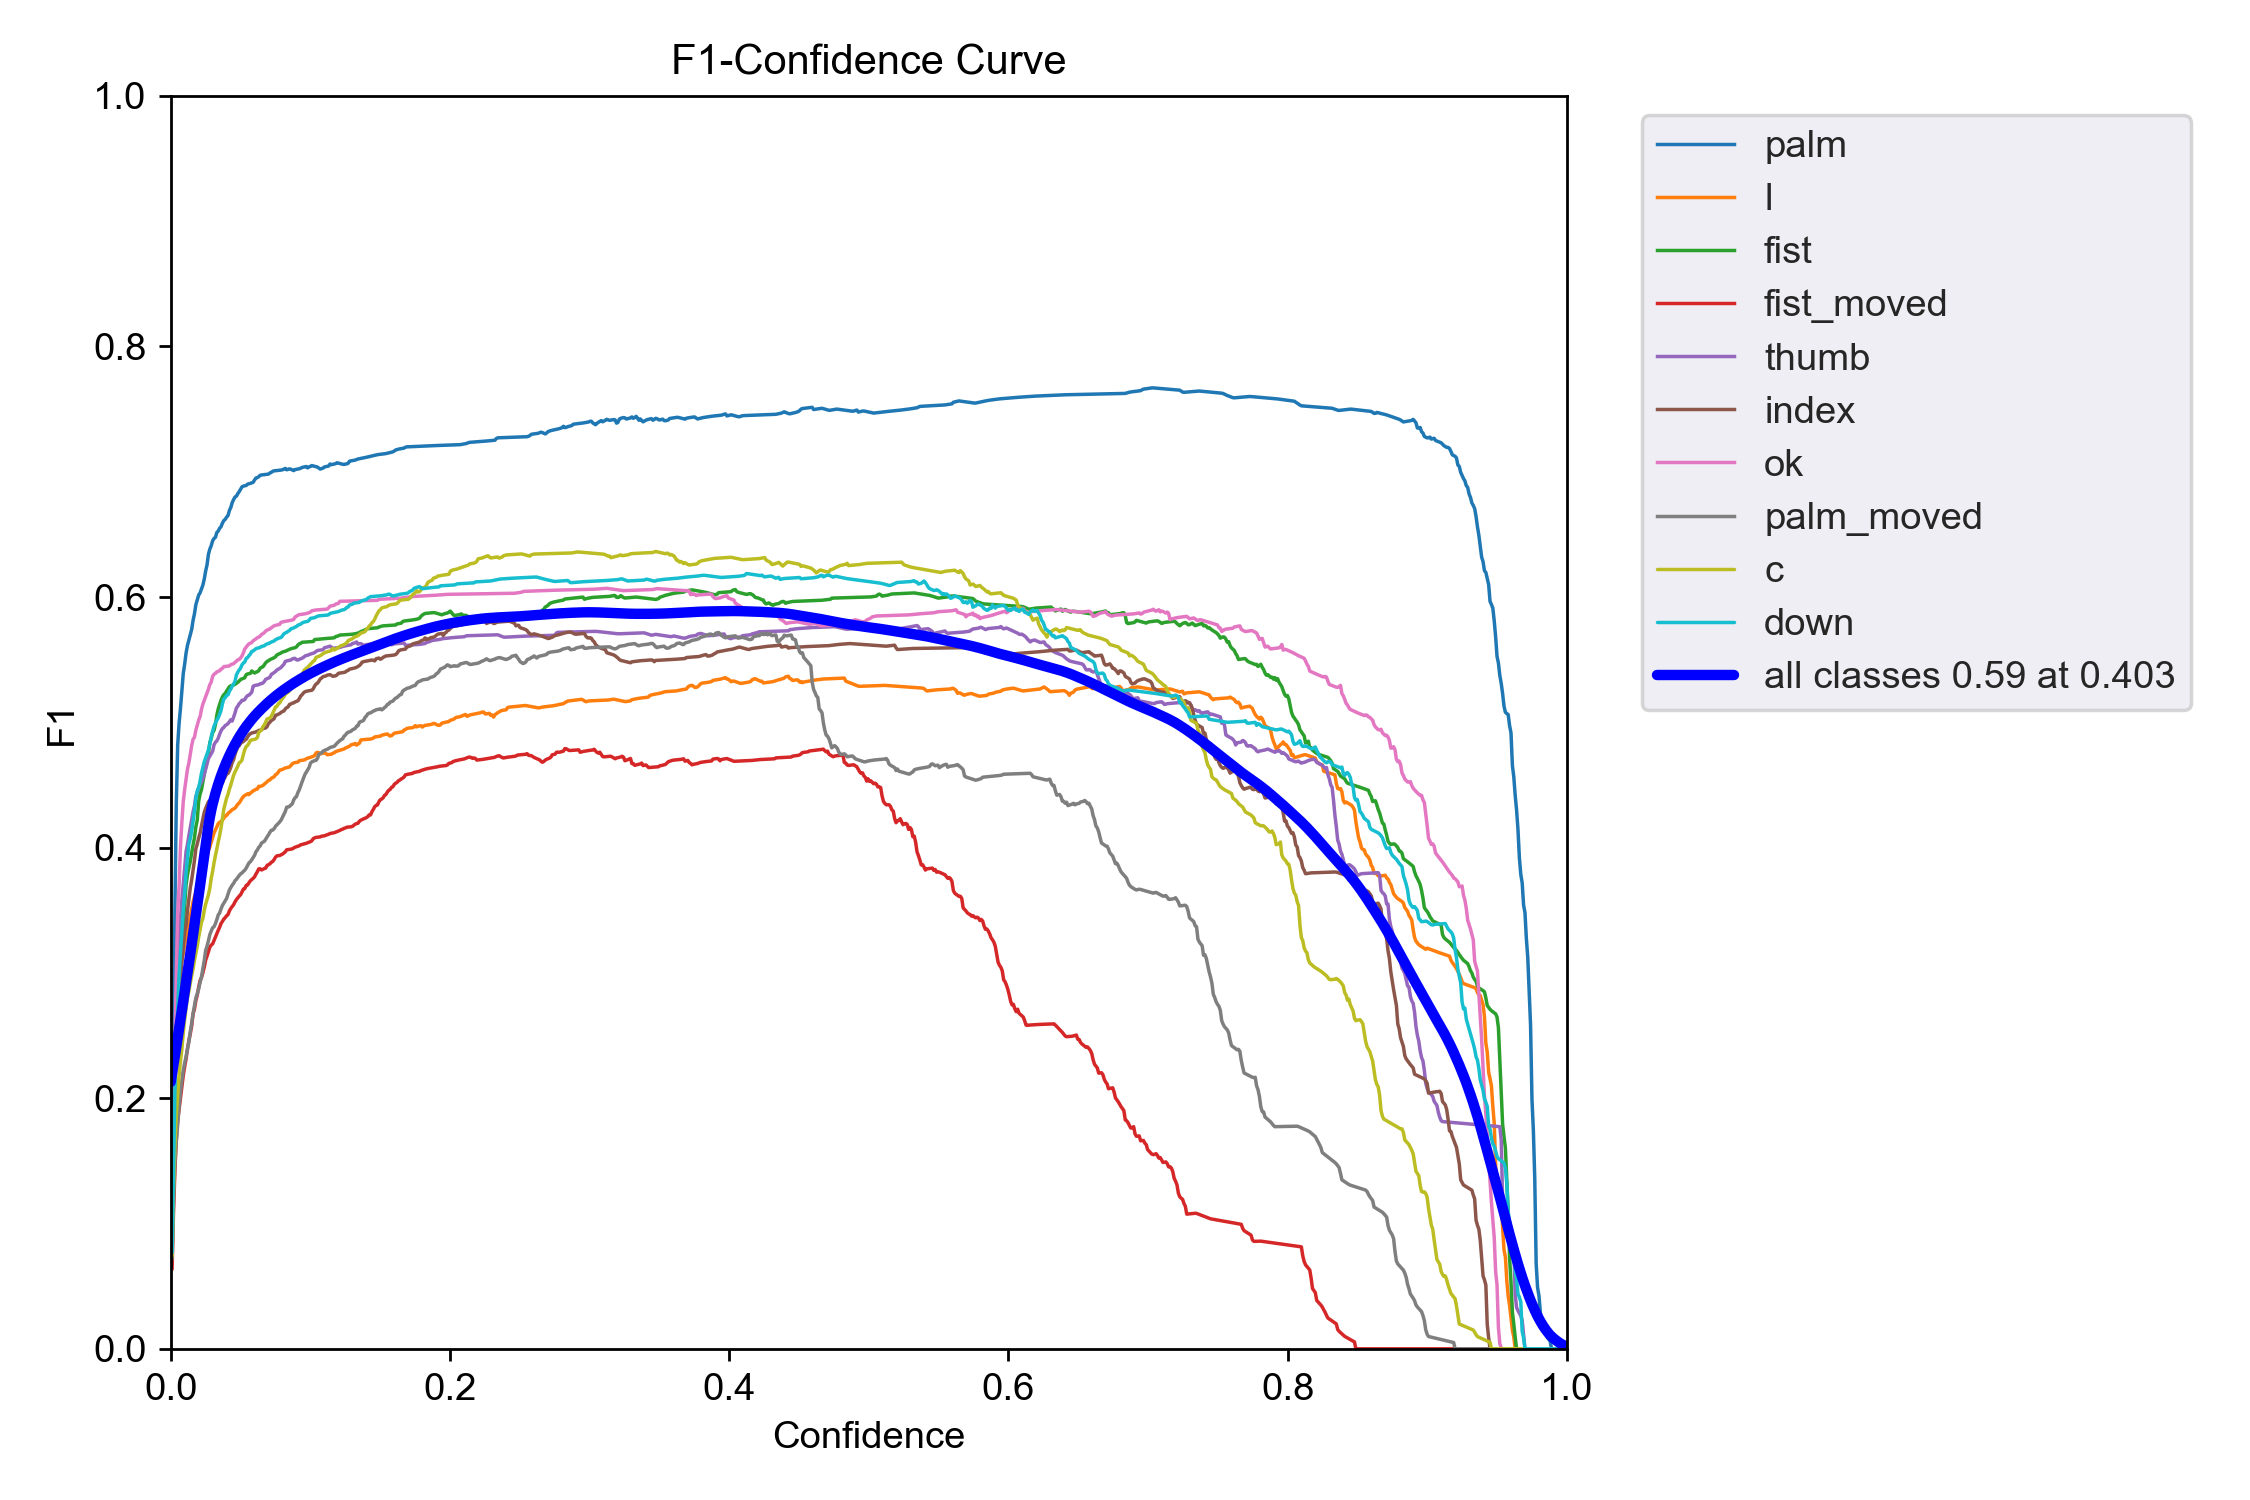 F1-Confidence Curve
1.0
0.8
0.6
0.4
0.2
0.0
F1
0.0 0.2 0.4 0.6 0.8 1.0
Confidence
palm
l
fist
fist_moved
thumb
index
ok
palm_moved
c
down
all classes 0.59 at 0.403